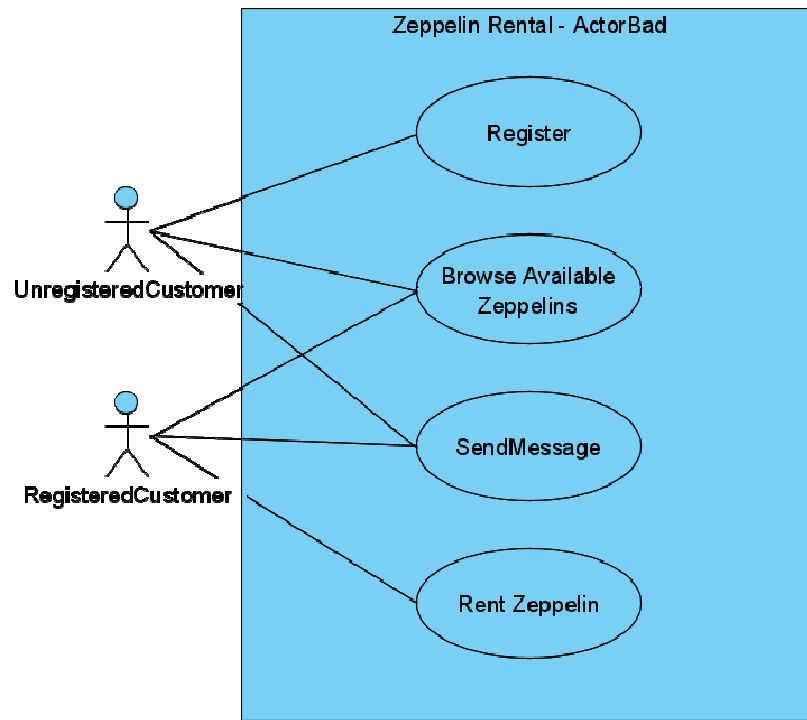 Zeppelin Rental - ActorBad
Register
UnregisteredCustomer
Browse Available
Zeppelins
SendMessage
RegisteredCustomer
Rent Zeppelin